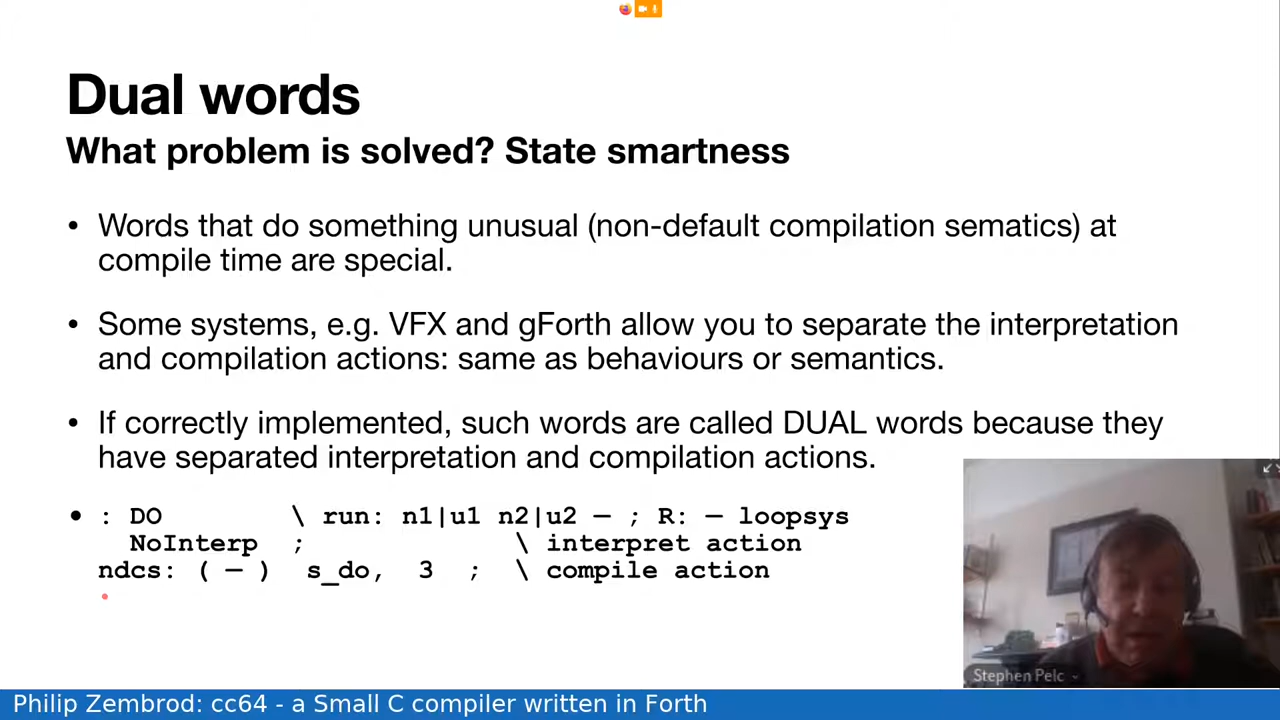 Dual words
What problem is solved? State smartness
• Words that do something unusual (non-default compilation sematics) at
compile time are special.
• Some systems, e.g. VFX and gForth allow you to separate the interpretation
and compilation actions: same as behaviours or semantics.
• If correctly implemented, such words are called DUAL words because they
have separated interpretation and compilation actions.
• : DO \ run: n1|u1 n2|u2 — ; R: — loopsys
NoInterp ; \ interpret action
ndcs: ( — ) s_do, 3 ; \ compile action
Stephen Pelc
Philip Zembrod: cc64 - a Small C compiler written in Forth